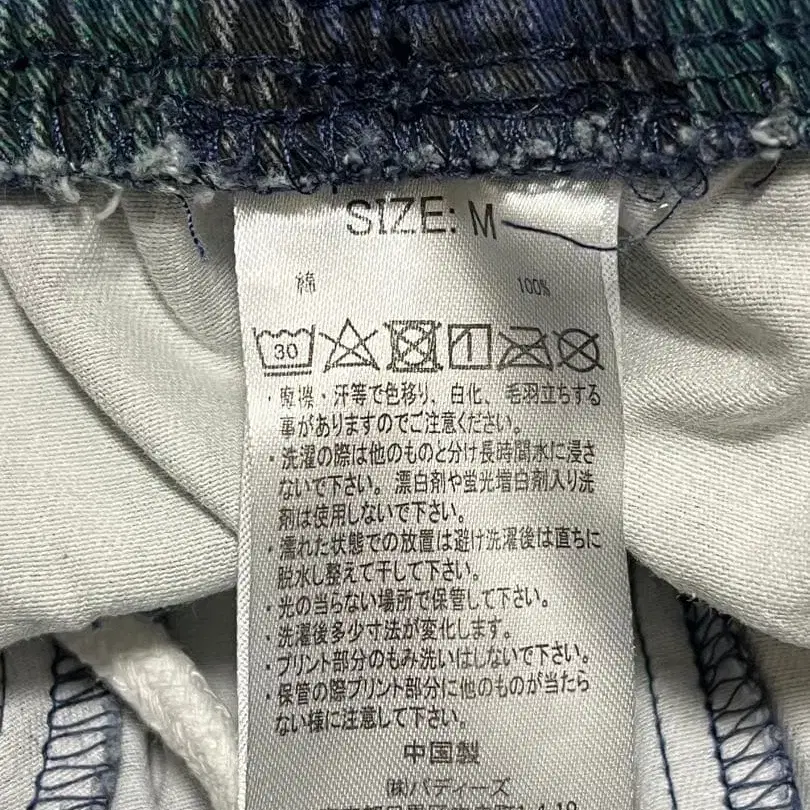 SIZE: M
綿 100%
30
・摩擦・汗等で色移り、白化、毛羽立ちする
事がありますのでご注意ください。
・洗濯の際は他のものと分け長時間水に浸さ
ないで下さい。漂白剤や蛍光増白剤入り洗
剤は使用しないで下さい。
・濡れた状態での放置は避け洗濯後は直ちに
脱水し整えて干して下さい。
・光の当らない場所で保管して下さい。
・洗濯後多少寸法が変化します。
・プリント部分のもみ洗いはしないで下さい。
・保管の際プリント部分に他のものが当たら
ない様に注意して下さい。
中国製
(株)バディーズ